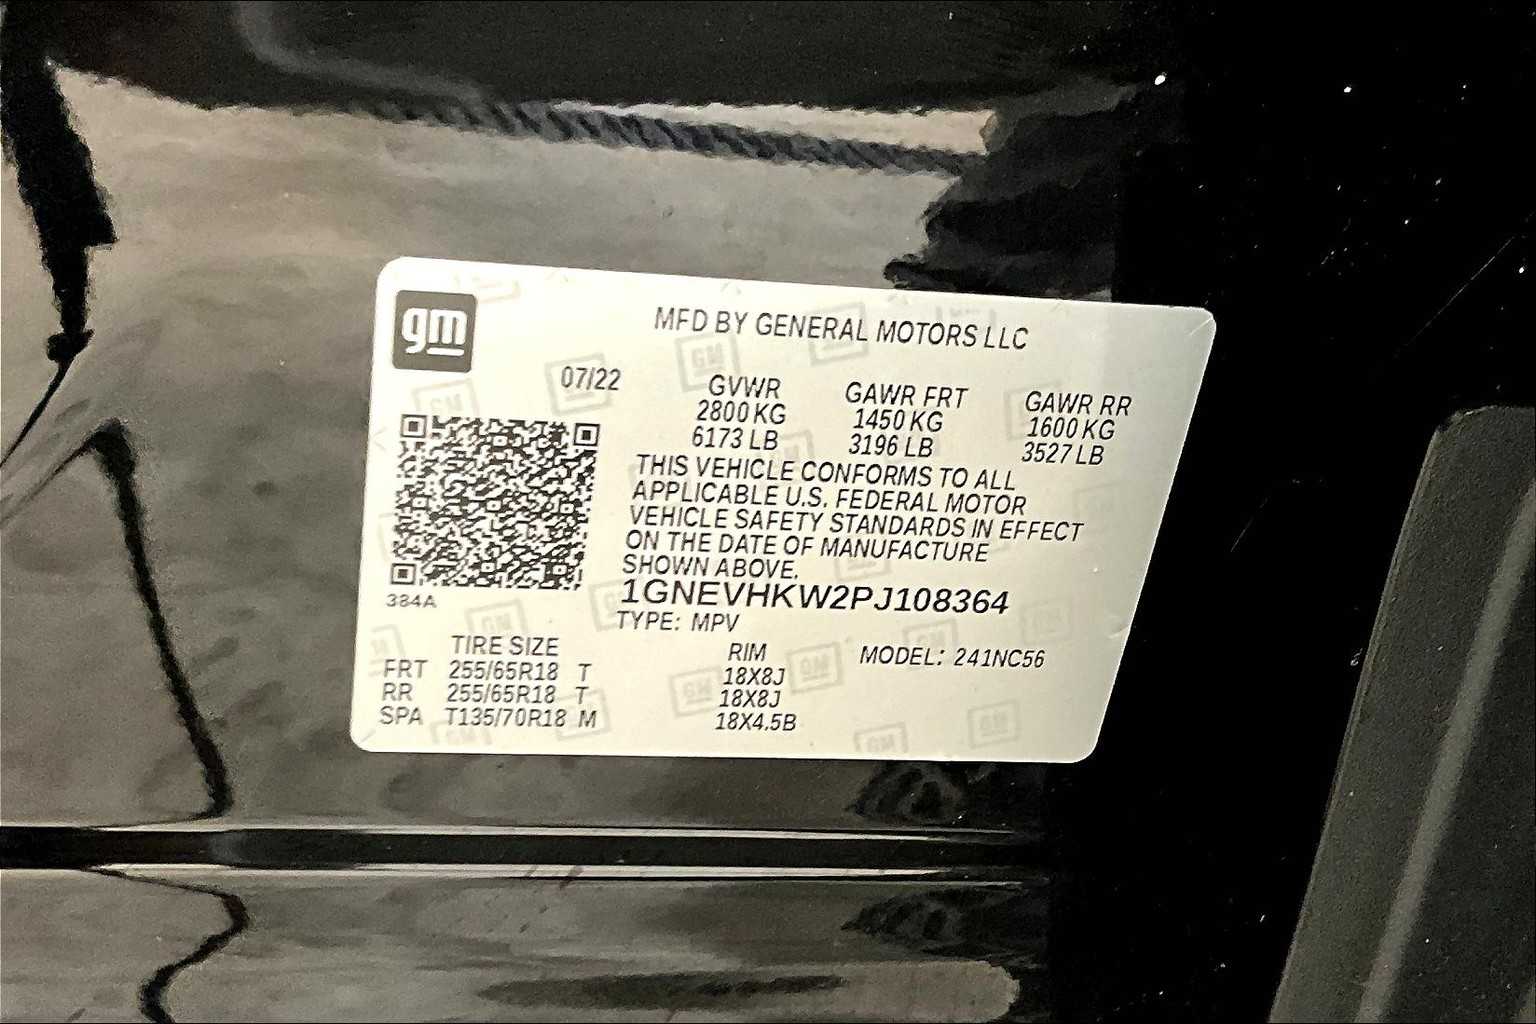 gm
MFD BY GENERAL MOTORS LLC
07/22 GVWR GAWR FRT GAWR RR
2800 KG 1450 KG 1600 KG
6173 LB 3196 LB 3527 LB
THIS VEHICLE CONFORMS TO ALL
APPLICABLE U.S. FEDERAL MOTOR
VEHICLE SAFETY STANDARDS IN EFFECT
ON THE DATE OF MANUFACTURE
SHOWN ABOVE.
384A
1GNEVHKW2PJ108364
TYPE: MPV
TIRE SIZE RIM MODEL: 241NC56
FRT 255/65R18 T 18X8J
RR 255/65R18 T 18X8J
SPA T135/70R18 M 18X4.5B